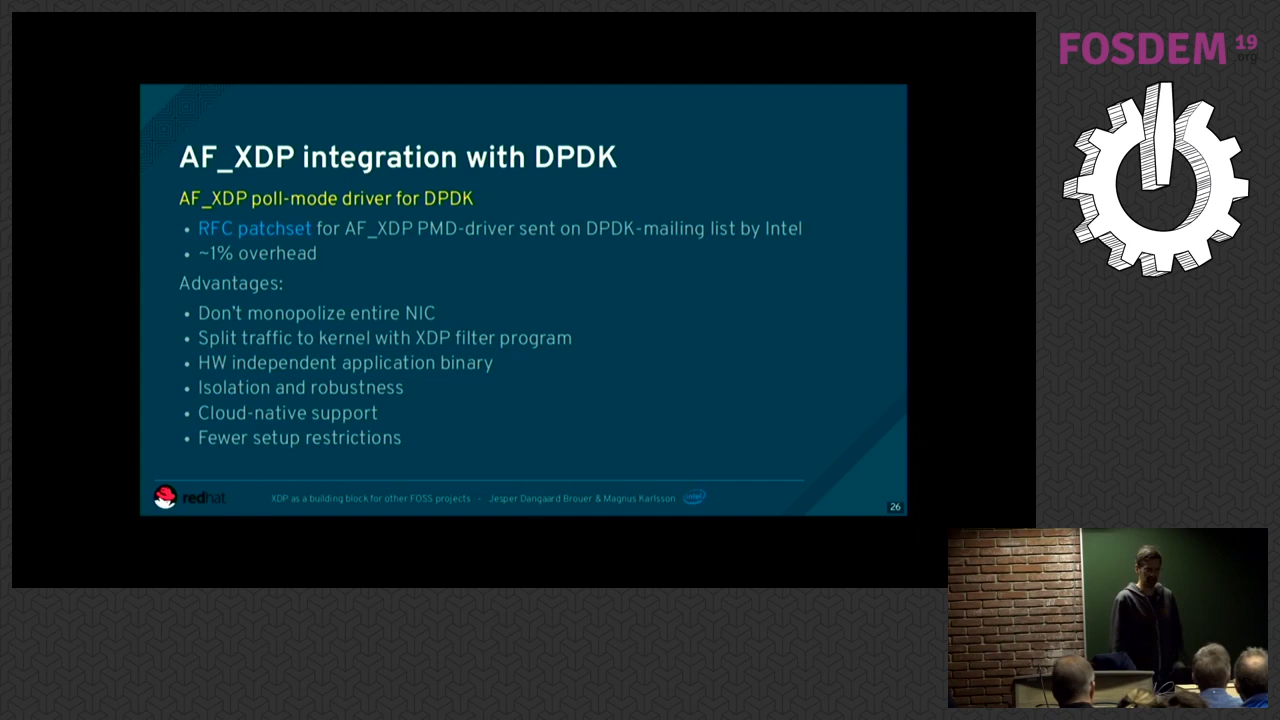 FOSDEM 19
.org
AF_XDP integration with DPDK
AF_XDP poll-mode driver for DPDK
• RFC patchset for AF_XDP PMD-driver sent on DPDK-mailing list by Intel
• ~1% overhead
Advantages:
• Don't monopolize entire NIC
• Split traffic to kernel with XDP filter program
• HW independent application binary
• Isolation and robustness
• Cloud-native support
• Fewer setup restrictions
redhat
XDP as a building block for other FOSS projects - Jesper Dangaard Brouer & Magnus Karlsson
intel
26